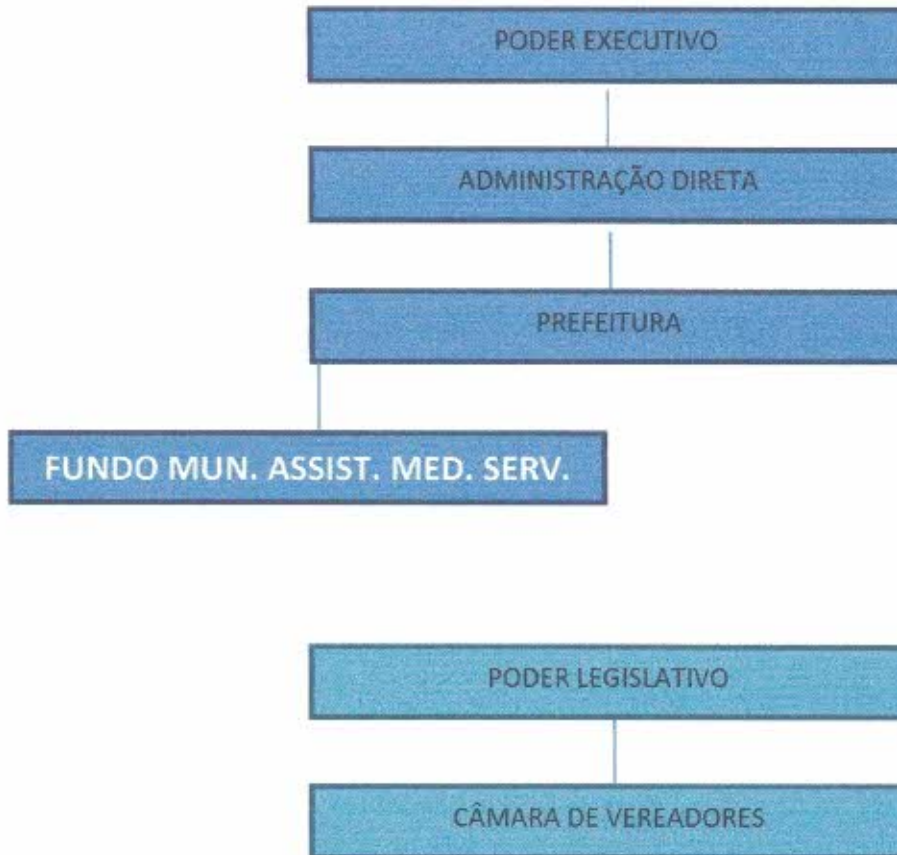 PODER EXECUTIVO
ADMINISTRAÇÃO DIRETA
PREFEITURA
FUNDO MUN. ASSIST. MED. SERV.
PODER LEGISLATIVO
CÂMARA DE VEREADORES